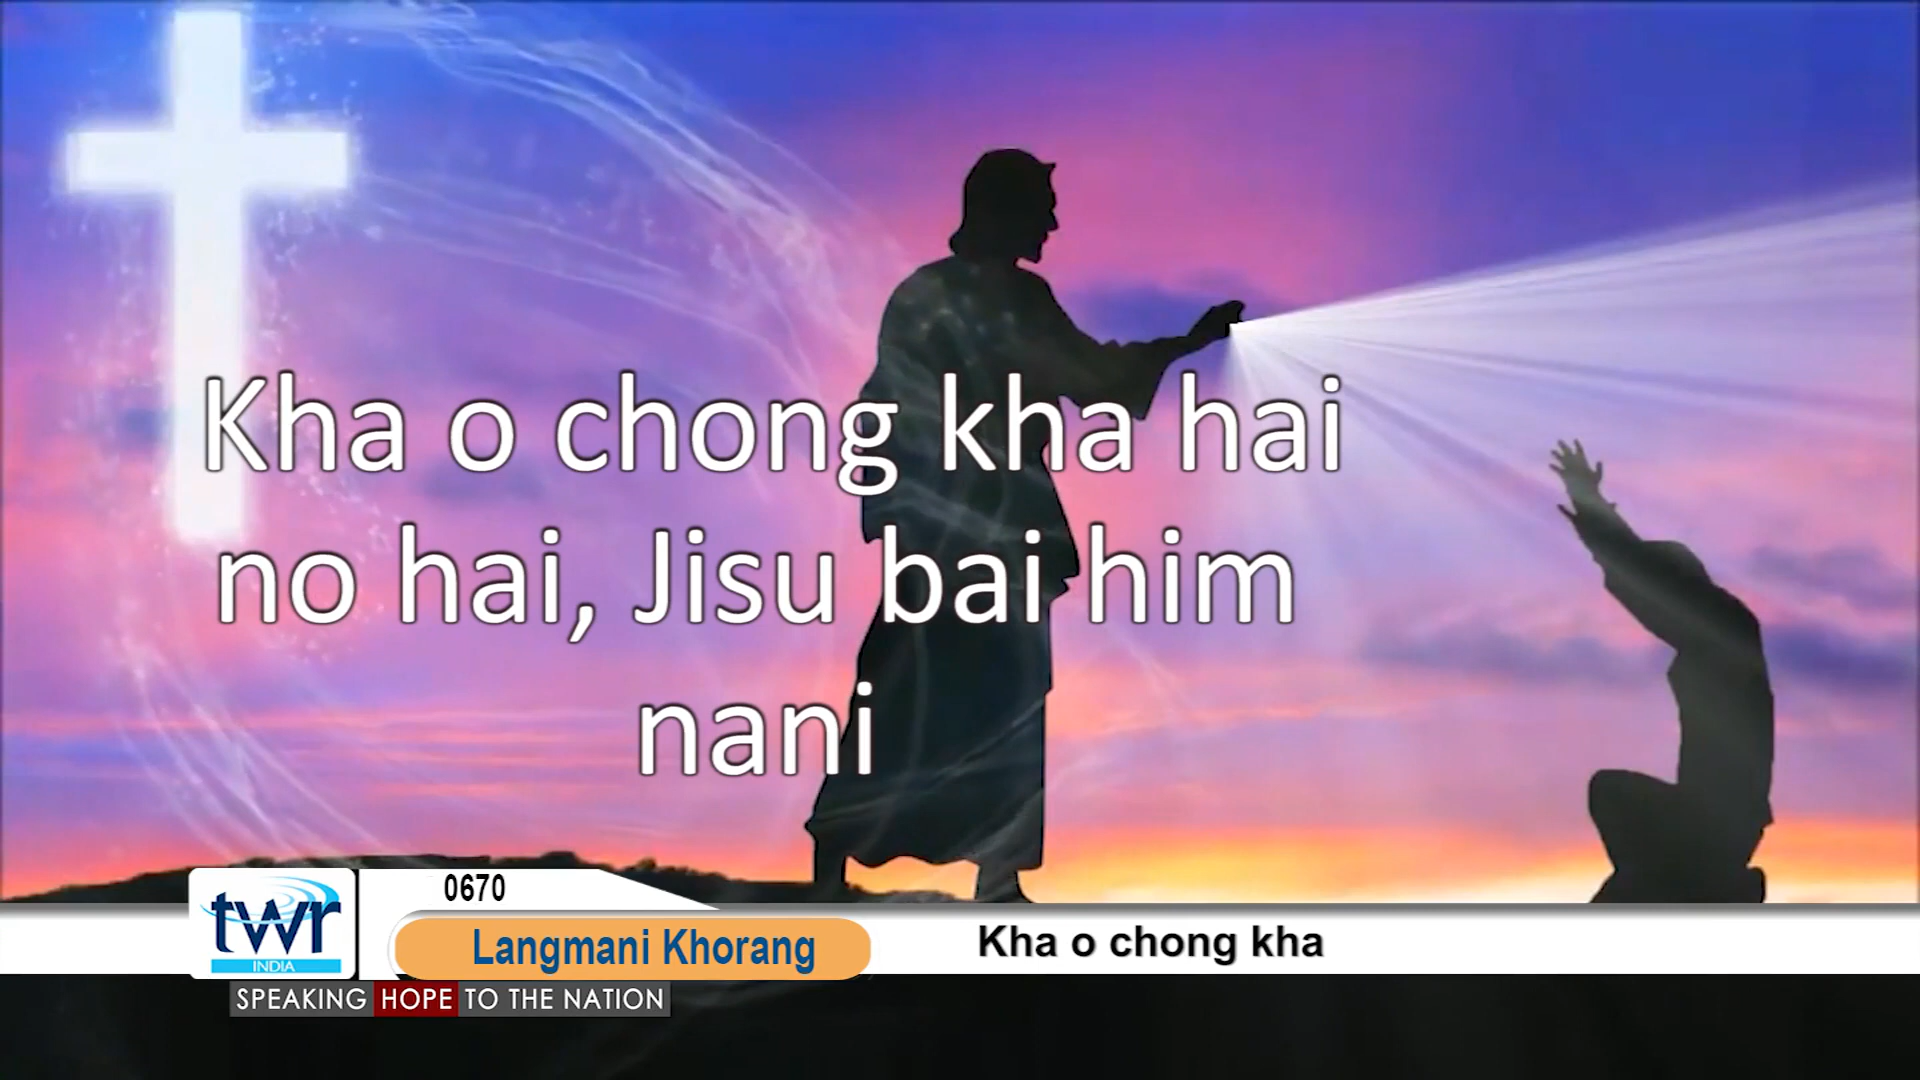 Kha o chong kha hai
no hai, Jisu bai him
nani
0670
twr
INDIA
Langmani Khorang
Kha o chong kha
SPEAKING HOPE TO THE NATION